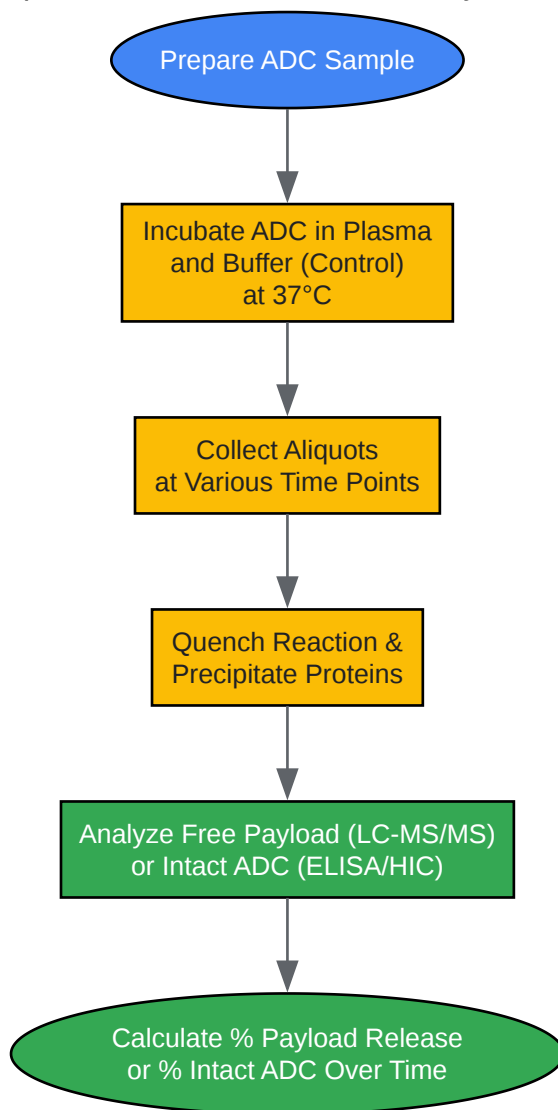 Prepare ADC Sample
Incubate ADC in Plasma
and Buffer (Control)
at 37°C
Collect Aliquots
at Various Time Points
Quench Reaction &
Precipitate Proteins
Analyze Free Payload (LC-MS/MS)
or Intact ADC (ELISA/HIC)
Calculate % Payload Release
or % Intact ADC Over Time